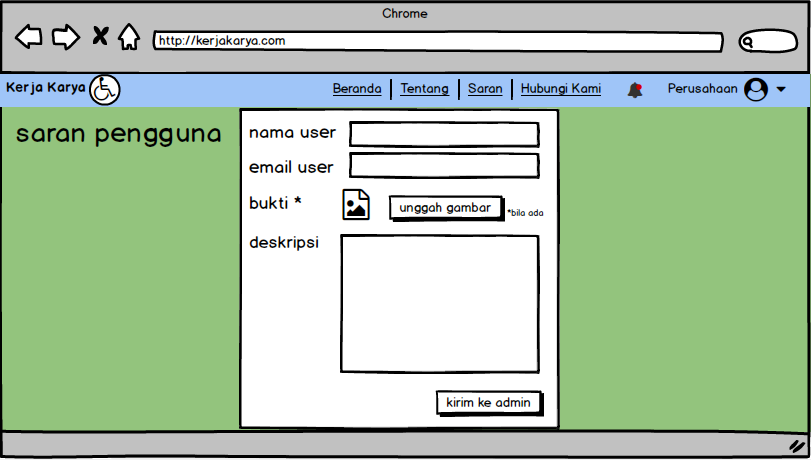 Chrome
http://kerjakarya.com
Kerja Karya
Beranda
Tentang
Saran
Hubungi Kami
Perusahaan
saran pengguna
nama user
email user
bukti *
unggah gambar
*bila ada
deskripsi
kirim ke admin